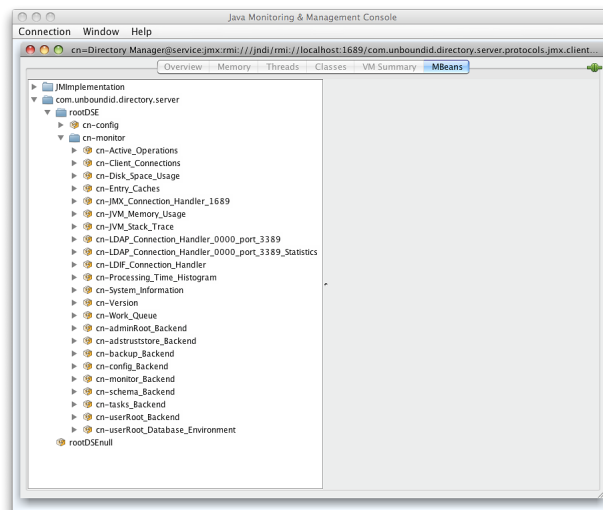 Java Monitoring & Management Console
Connection Window Help
cn=Directory Manager@service:jmx:rmi:///jndi/rmi://localhost:1689/com.unboundid.directory.server.protocols.jmx.client...
Overview Memory Threads Classes VM Summary MBeans
JMImplementation
com.unboundid.directory.server
rootDSE
cn-config
cn-monitor
cn-Active_Operations
cn-Client_Connections
cn-Disk_Space_Usage
cn-Entry_Caches
cn-JMX_Connection_Handler_1689
cn-JVM_Memory_Usage
cn-JVM_Stack_Trace
cn-LDAP_Connection_Handler_0000_port_3389
cn-LDAP_Connection_Handler_0000_port_3389_Statistics
cn-LDIF_Connection_Handler
cn-Processing_Time_Histogram
cn-System_Information
cn-Version
cn-Work_Queue
cn-adminRoot_Backend
cn-adstruststore_Backend
cn-backup_Backend
cn-config_Backend
cn-monitor_Backend
cn-schema_Backend
cn-tasks_Backend
cn-userRoot_Backend
cn-userRoot_Database_Environment
rootDSEnull